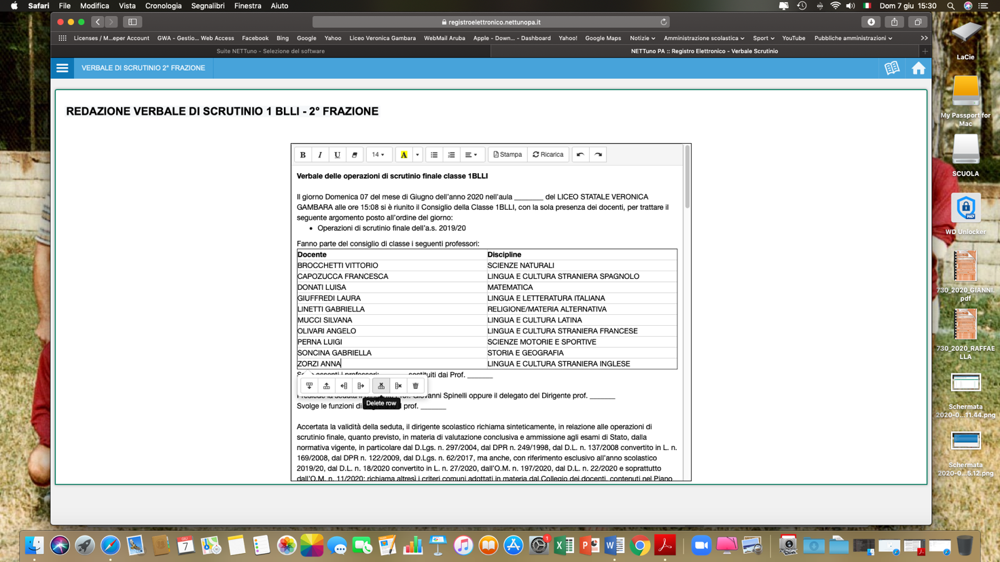 Safari File Modifica Vista Cronologia Segnalibri Finestra Aiuto Dom 7 giu 15:30
registroelettronico.nettunopa.it
Licenses / M...eper Account GWA - Gestio... Web Access Facebook Bing Google Yahoo Liceo Veronica Gambara WebMail Aruba Apple - Down... - Dashboard Yahoo! Google Maps Notizie Amministrazione scolastica Sport YouTube Pubbliche amministrazioni
Suite NETTuno - Selezione del software NETTuno PA :: Registro Elettronico - Verbale Scrutinio
VERBALE DI SCRUTINIO 2° FRAZIONE
REDAZIONE VERBALE DI SCRUTINIO 1 BLLI - 2° FRAZIONE
B I U 14 A Stampa Ricarica
Verbale delle operazioni di scrutinio finale classe 1BLLI
Il giorno Domenica 07 del mese di Giugno dell'anno 2020 nell'aula _______ del LICEO STATALE VERONICA
GAMBARA alle ore 15:08 si è riunito il Consiglio della Classe 1BLLI, con la sola presenza dei docenti, per trattare il
seguente argomento posto all'ordine del giorno:
• Operazioni di scrutinio finale dell'a.s. 2019/20
Fanno parte del consiglio di classe i seguenti professori:
Docente Discipline
BROCCHETTI VITTORIO SCIENZE NATURALI
CAPOZUCCA FRANCESCA LINGUA E CULTURA STRANIERA SPAGNOLO
DONATI LUISA MATEMATICA
GIUFFREDI LAURA LINGUA E LETTERATURA ITALIANA
LINETTI GABRIELLA RELIGIONE/MATERIA ALTERNATIVA
MUCCI SILVANA LINGUA E CULTURA LATINA
OLIVARI ANGELO LINGUA E CULTURA STRANIERA FRANCESE
PERNA LUIGI SCIENZE MOTORIE E SPORTIVE
SONCINA GABRIELLA STORIA E GEOGRAFIA
ZORZI ANNA LINGUA E CULTURA STRANIERA INGLESE
assenti i professori: ______ sostituiti dai Prof. ______
Delete row
Presiede la seduta il Dirigente Prof. Giovanni Spinelli oppure il delegato del Dirigente prof. ______
Svolge le funzioni di prof. ______
Accertata la validità della seduta, il dirigente scolastico richiama sinteticamente, in relazione alle operazioni di
scrutinio finale, quanto previsto, in materia di valutazione conclusiva e ammissione agli esami di Stato, dalla
normativa vigente, in particolare dal D.Lgs. n. 297/2004, dal DPR n. 249/1998, dal D.L. n. 137/2008 convertito in L. n.
169/2008, dal DPR n. 122/2009, dal D.Lgs. n. 62/2017, ma anche, con riferimento esclusivo all'anno scolastico
2019/20, dal D.L. n. 18/2020 convertito in L. n. 27/2020, dall'O.M. n. 197/2020, dal D.L. n. 22/2020 e soprattutto
dall'O.M. n. 11/2020; richiama altresì i criteri comuni adottati in materia dal Collegio dei docenti, contenuti nel Piano
LaCie
My Passport for
Mac
SCUOLA
WD
WD Unlocker
730_2020_GIANNI.
pdf
730_2020_RAFFAE
LLA
Schermata
2020-0...11.44.png
Schermata
2020-0...5.12.png
7
1